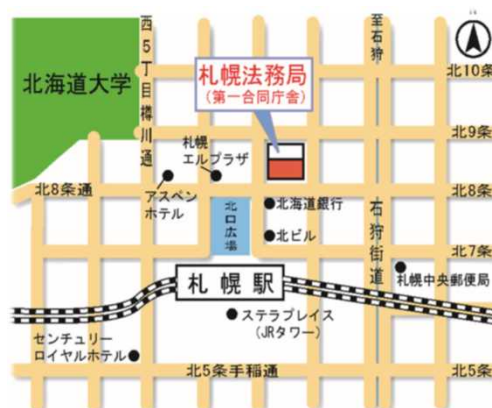 至石狩
西5丁目樽川通
北10条
北海道大学
札幌法務局
(第一合同庁舎)
北9条
札幌
エルプラザ
アスペン
ホテル
北8条通
北8条
北口広場
北海道銀行
北ビル
石狩街道
北7条
札幌駅
札幌中央郵便局
ステラプレイス
(JRタワー)
センチュリー
ロイヤルホテル
北5条手稲通
北5条